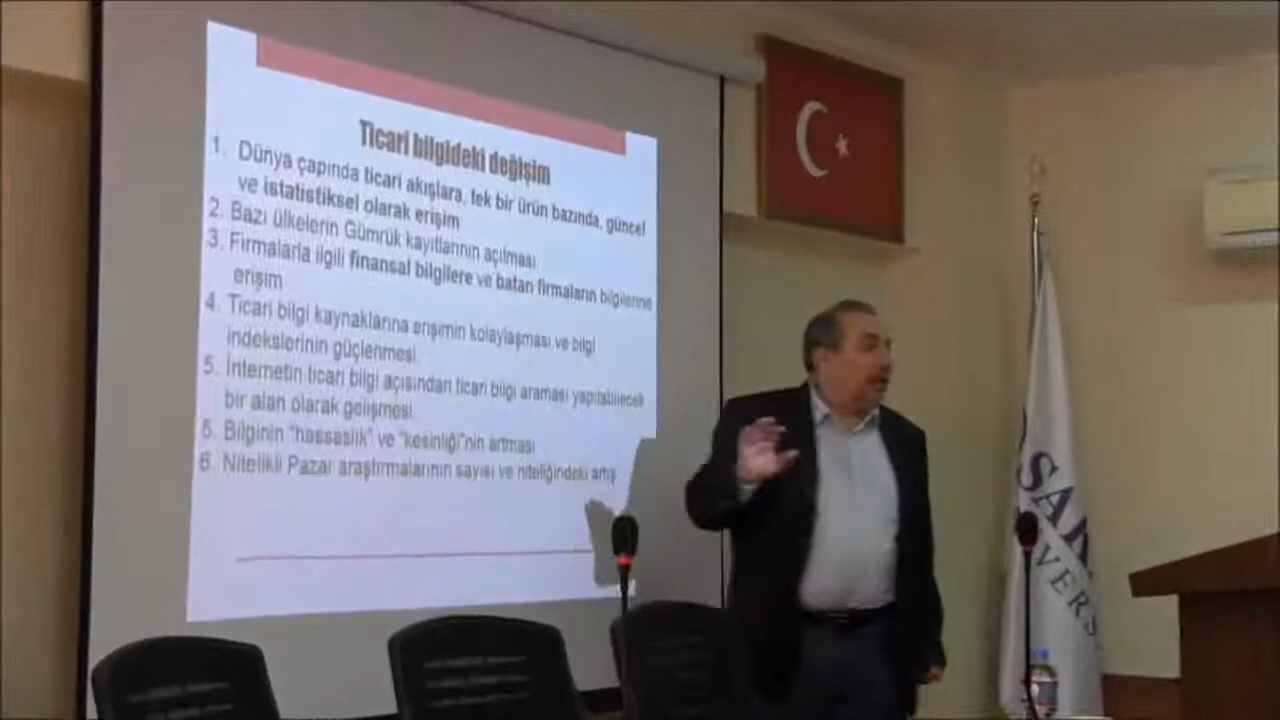 Ticari bilgideki değişim
1. Dünya çapında ticari akışlara, tek bir ürün bazında, güncel
ve istatistiksel olarak erişim
2. Bazı ülkelerin Gümrük kayıtlarının açılması
3. Firmalarla ilgili finansal bilgilere ve batan firmaların bilgilerine
erişim
4. Ticari bilgi kaynaklarına erişimin kolaylaşması ve bilgi
indekslerinin güçlenmesi.
5. İnternetin ticari bilgi açısından ticari bilgi araması yapılabilecek
bir alan olarak gelişmesi.
5. Bilginin "hassaslık" ve "kesinliği"nin artması
6. Nitelikli Pazar araştırmalarının sayısı ve niteliğindeki artış
SAK
VERS